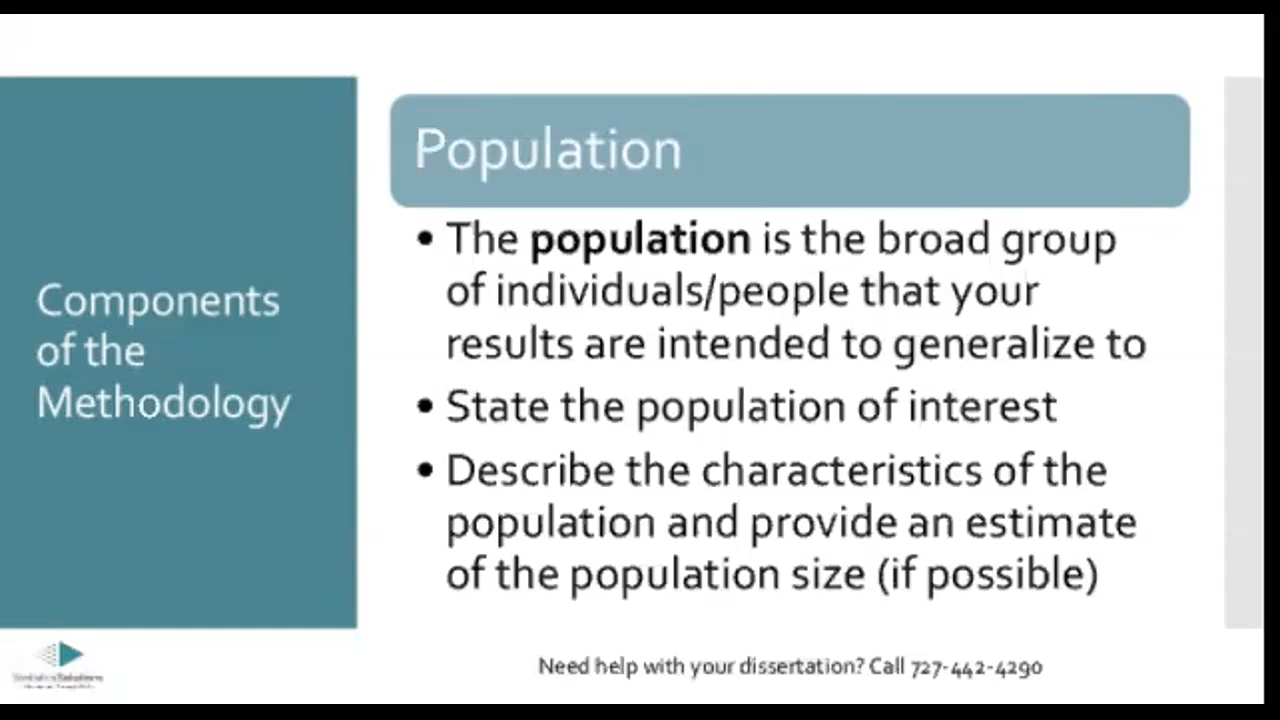 Components
of the
Methodology
Population
• The population is the broad group
of individuals/people that your
results are intended to generalize to
• State the population of interest
• Describe the characteristics of the
population and provide an estimate
of the population size (if possible)
Need help with your dissertation? Call 727-442-4290